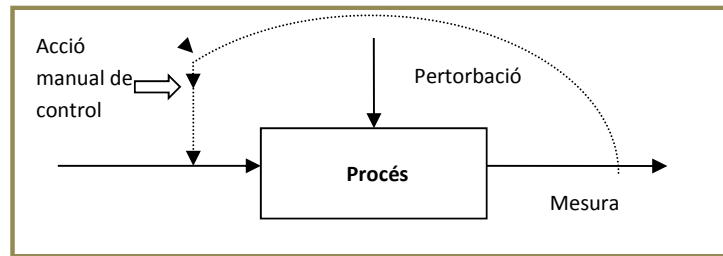 Acció
manual de
control
Pertorbació
Procés
Mesura